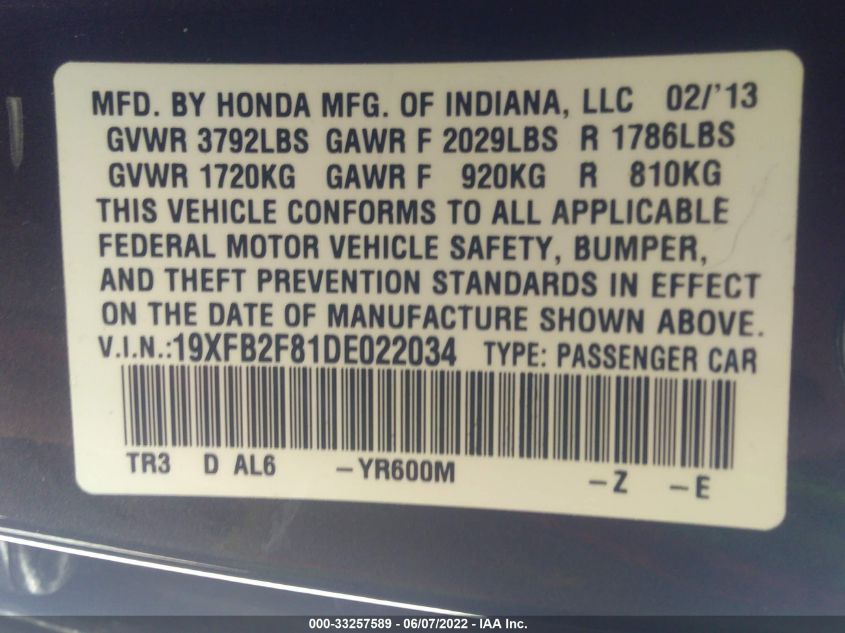 MFD. BY HONDA MFG. OF INDIANA, LLC 02/'13
GVWR 3792LBS GAWR F 2029LBS R 1786LBS
GVWR 1720KG GAWR F 920KG R 810KG
THIS VEHICLE CONFORMS TO ALL APPLICABLE
FEDERAL MOTOR VEHICLE SAFETY, BUMPER,
AND THEFT PREVENTION STANDARDS IN EFFECT
ON THE DATE OF MANUFACTURE SHOWN ABOVE.
V.I.N.:19XFB2F81DE022034 TYPE: PASSENGER CAR
TR3 D AL6 -YR600M -Z -E
000-33257589 - 06/07/2022 - IAA Inc.